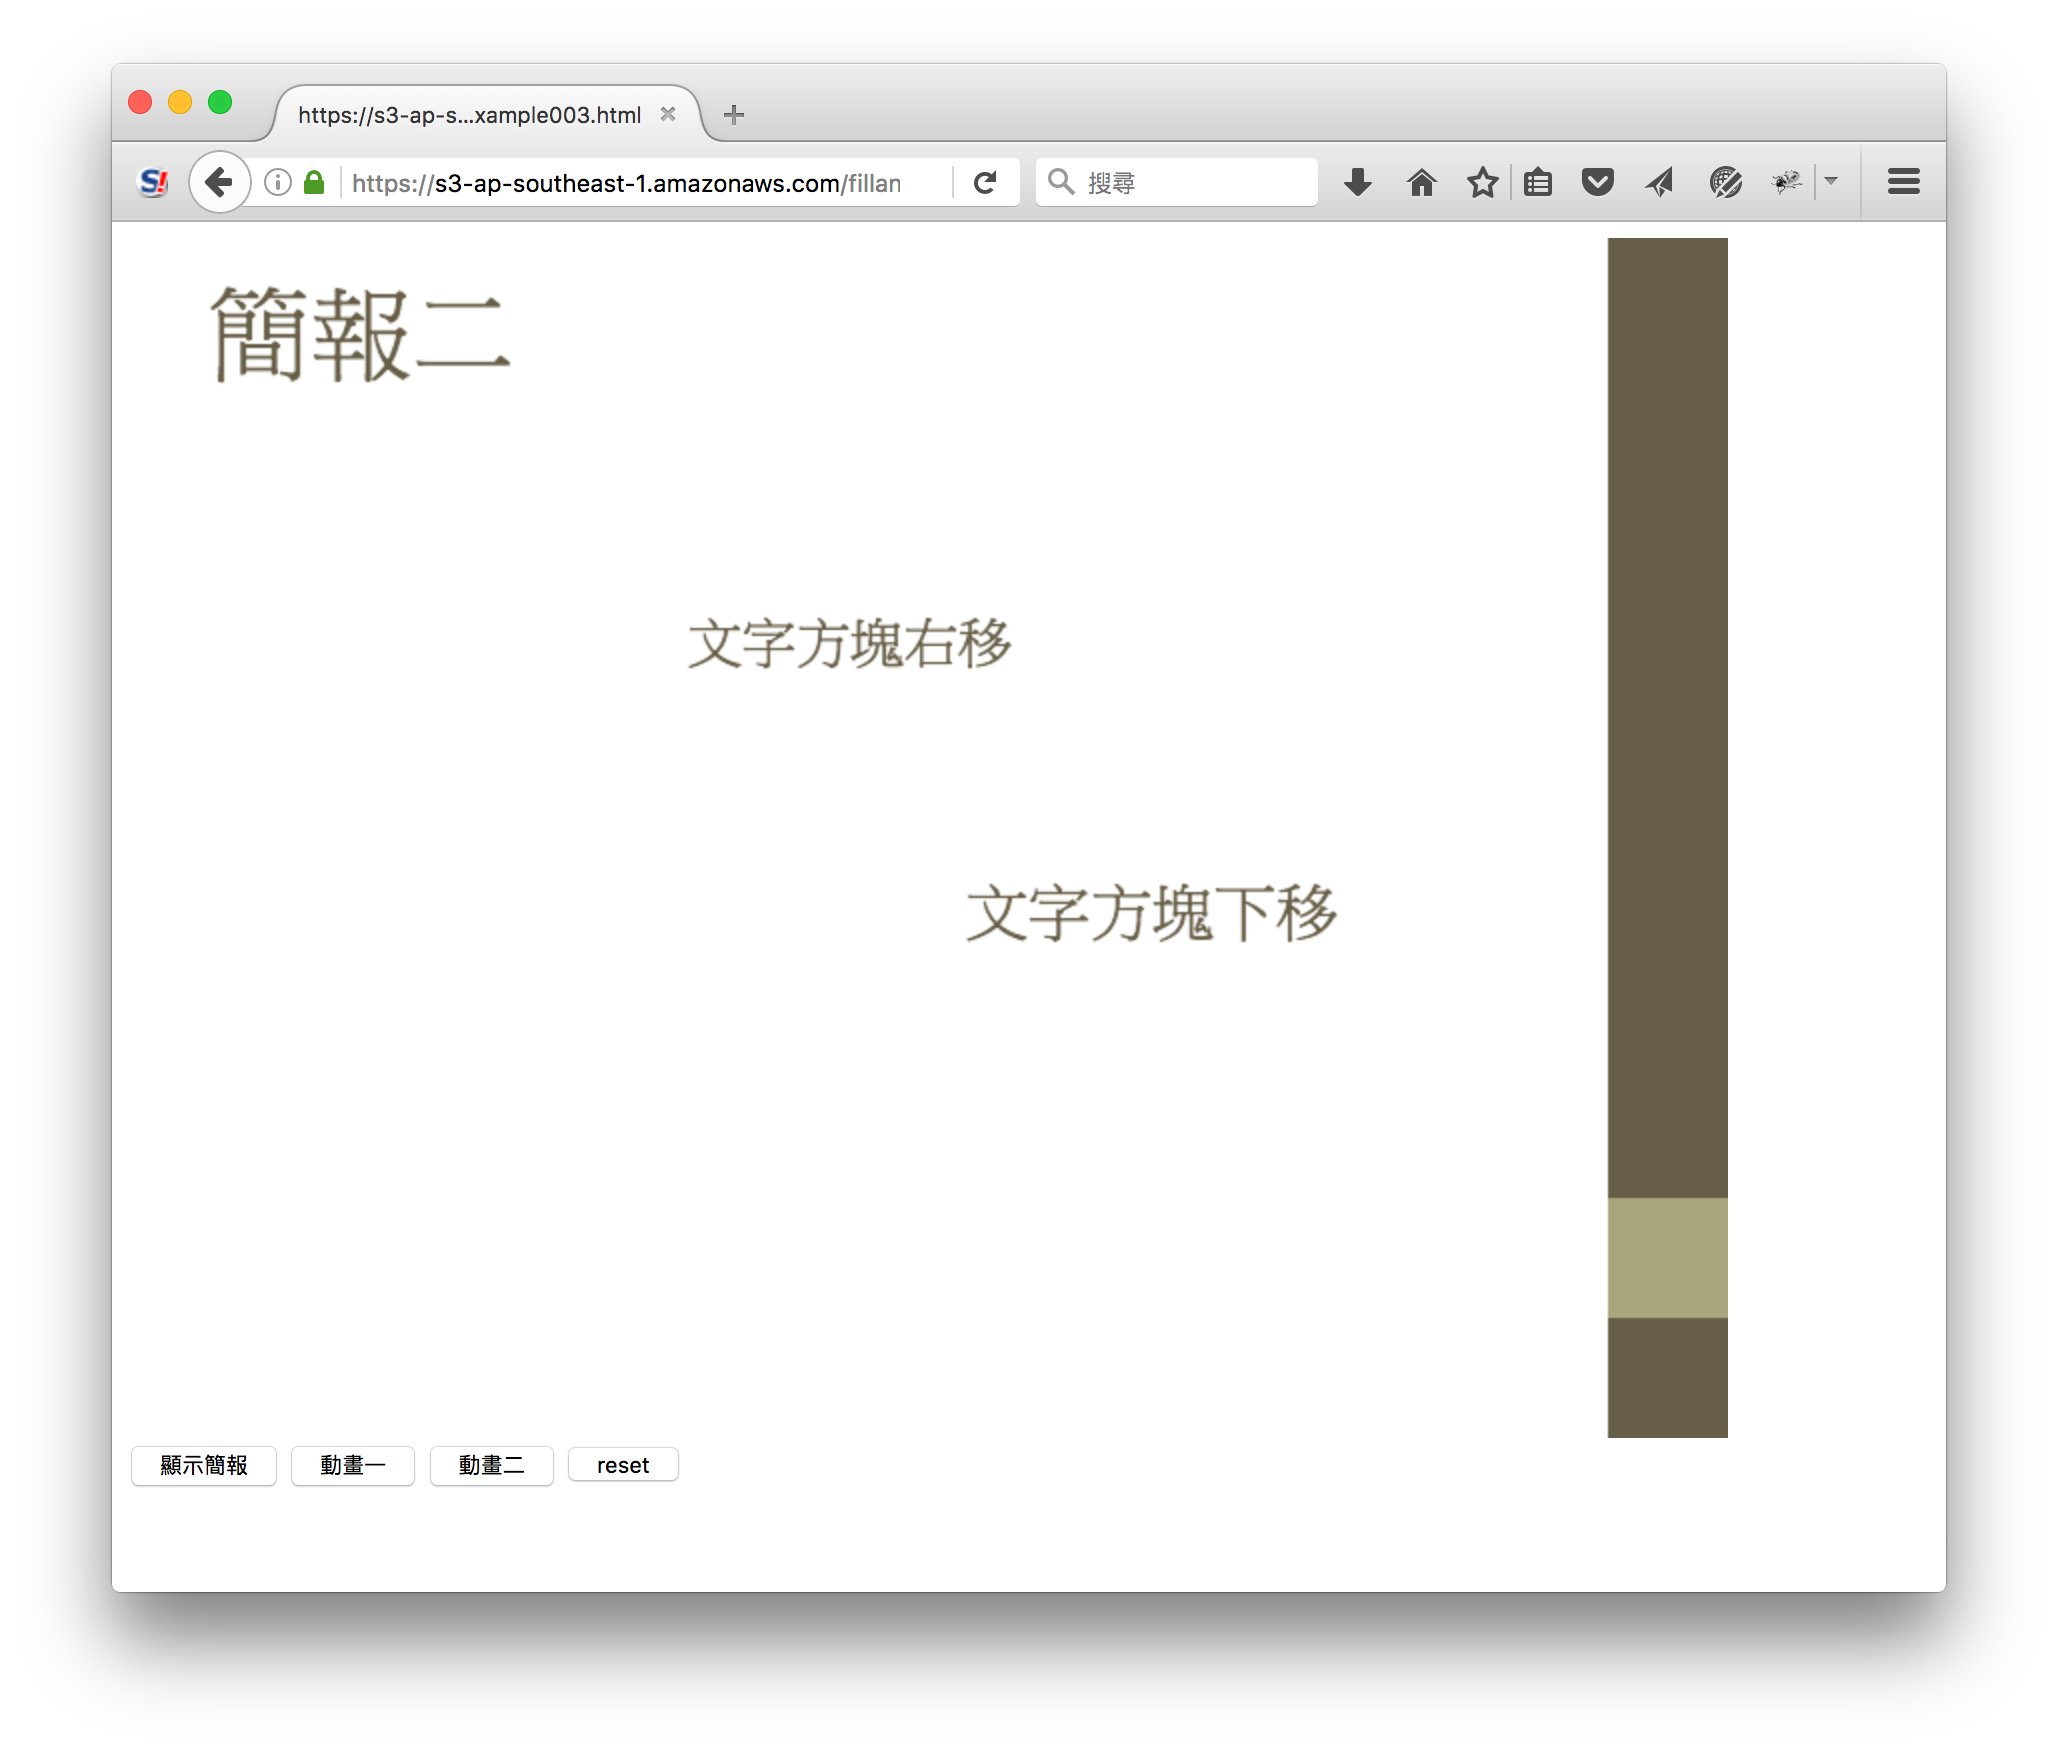 https://s3-ap-s...xample003.html
S!
https://s3-ap-southeast-1.amazonaws.com/fillan
搜尋
簡報二
文字方塊右移
文字方塊下移
顯示簡報
動畫一
動畫二
reset